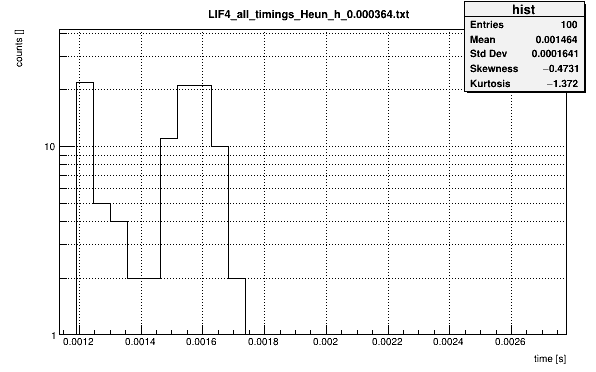 LIF4_all_timings_Heun_h_0.000364.txt
hist
Entries 100
Mean 0.001464
Std Dev 0.0001641
Skewness −0.4731
Kurtosis −1.372
counts []
10
1
0.0012 0.0014 0.0016 0.0018 0.002 0.0022 0.0024 0.0026
time [s]